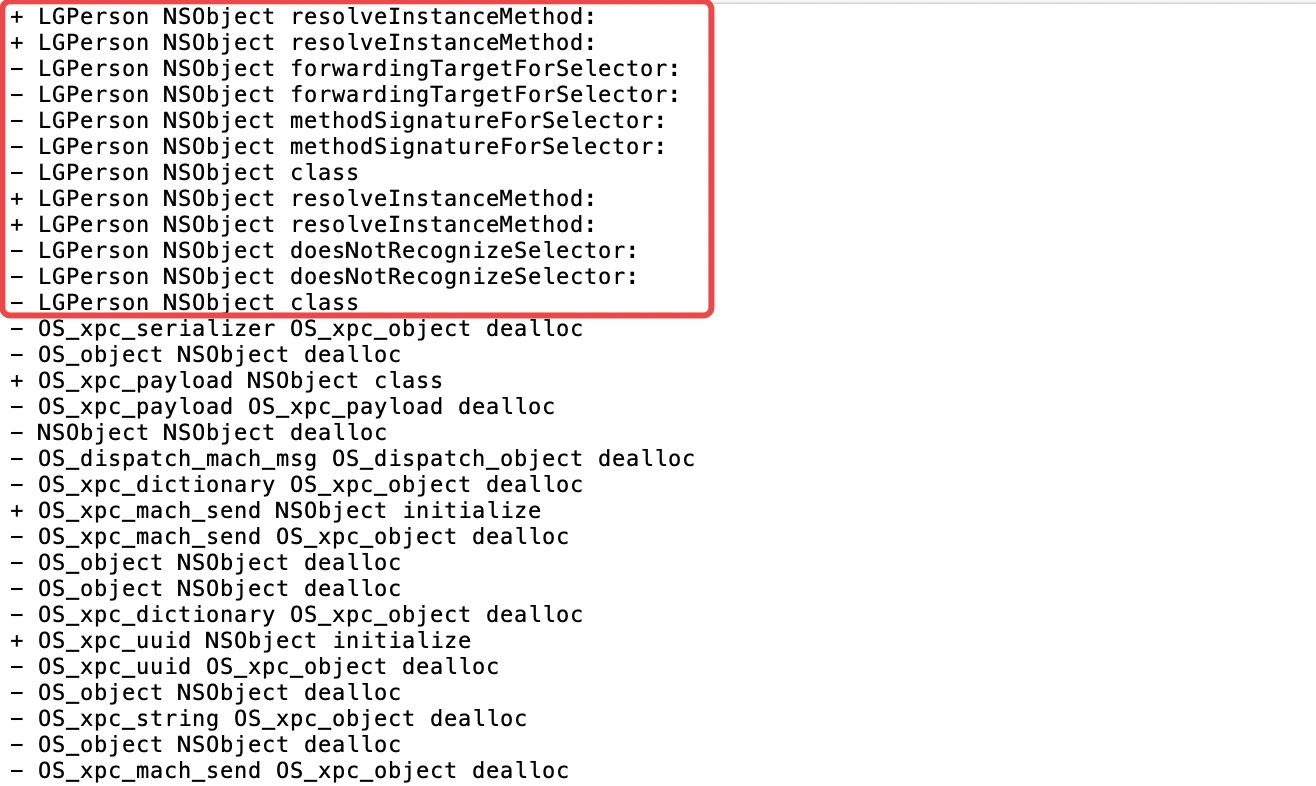 + LGPerson NSObject resolveInstanceMethod:
+ LGPerson NSObject resolveInstanceMethod:
- LGPerson NSObject forwardingTargetForSelector:
- LGPerson NSObject forwardingTargetForSelector:
- LGPerson NSObject methodSignatureForSelector:
- LGPerson NSObject methodSignatureForSelector:
- LGPerson NSObject class
+ LGPerson NSObject resolveInstanceMethod:
+ LGPerson NSObject resolveInstanceMethod:
- LGPerson NSObject doesNotRecognizeSelector:
- LGPerson NSObject doesNotRecognizeSelector:
- LGPerson NSObject class
- OS_xpc_serializer OS_xpc_object dealloc
- OS_object NSObject dealloc
+ OS_xpc_payload NSObject class
- OS_xpc_payload OS_xpc_payload dealloc
- NSObject NSObject dealloc
- OS_dispatch_mach_msg OS_dispatch_object dealloc
- OS_xpc_dictionary OS_xpc_object dealloc
+ OS_xpc_mach_send NSObject initialize
- OS_xpc_mach_send OS_xpc_object dealloc
- OS_object NSObject dealloc
- OS_object NSObject dealloc
- OS_xpc_dictionary OS_xpc_object dealloc
+ OS_xpc_uuid NSObject initialize
- OS_xpc_uuid OS_xpc_object dealloc
- OS_object NSObject dealloc
- OS_xpc_string OS_xpc_object dealloc
- OS_object NSObject dealloc
- OS_xpc_mach_send OS_xpc_object dealloc